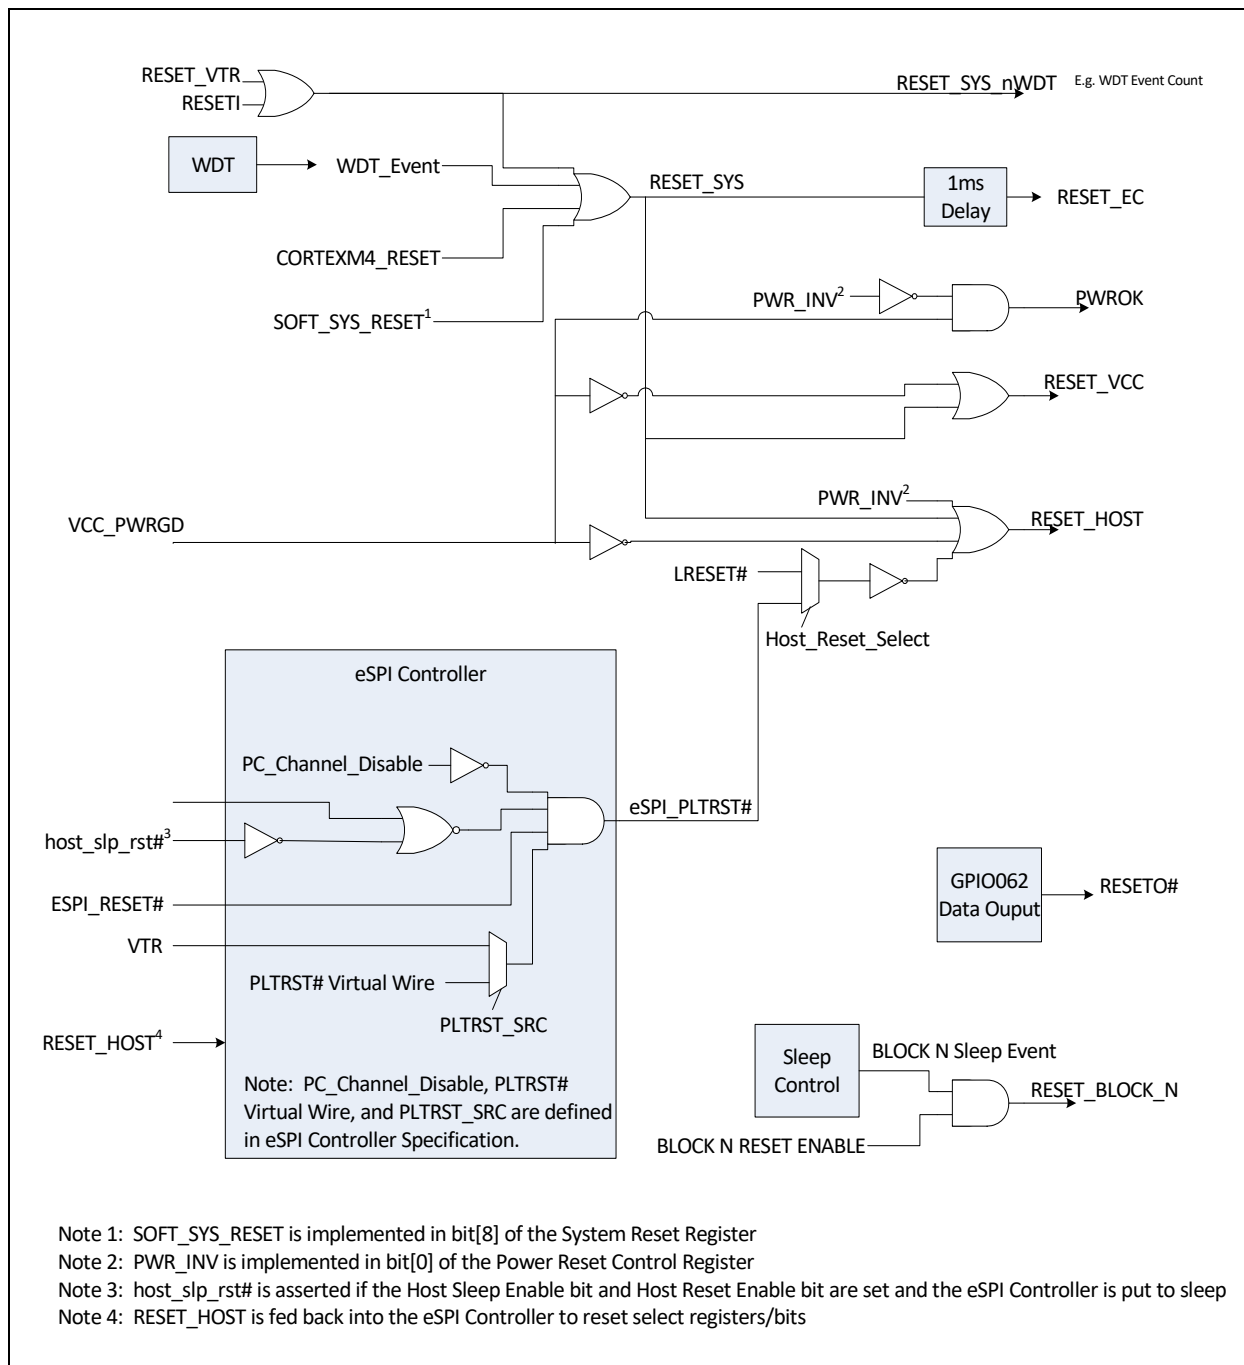 RESET_VTR
RESETI
RESET_SYS_nWDT
E.g. WDT Event Count
WDT
WDT_Event
RESET_SYS
1ms
Delay
RESET_EC
CORTEXM4_RESET
PWR_INV²
PWROK
SOFT_SYS_RESET¹
RESET_VCC
PWR_INV²
RESET_HOST
VCC_PWRGD
LRESET#
Host_Reset_Select
eSPI Controller
PC_Channel_Disable
eSPI_PLTRST#
host_slp_rst#³
ESPI_RESET#
GPIO062
Data Ouput
RESETO#
VTR
PLTRST# Virtual Wire
PLTRST_SRC
RESET_HOST⁴
Sleep
Control
BLOCK N Sleep Event
RESET_BLOCK_N
BLOCK N RESET ENABLE
Note: PC_Channel_Disable, PLTRST#
Virtual Wire, and PLTRST_SRC are defined
in eSPI Controller Specification.
Note 1: SOFT_SYS_RESET is implemented in bit[8] of the System Reset Register
Note 2: PWR_INV is implemented in bit[0] of the Power Reset Control Register
Note 3: host_slp_rst# is asserted if the Host Sleep Enable bit and Host Reset Enable bit are set and the eSPI Controller is put to sleep
Note 4: RESET_HOST is fed back into the eSPI Controller to reset select registers/bits